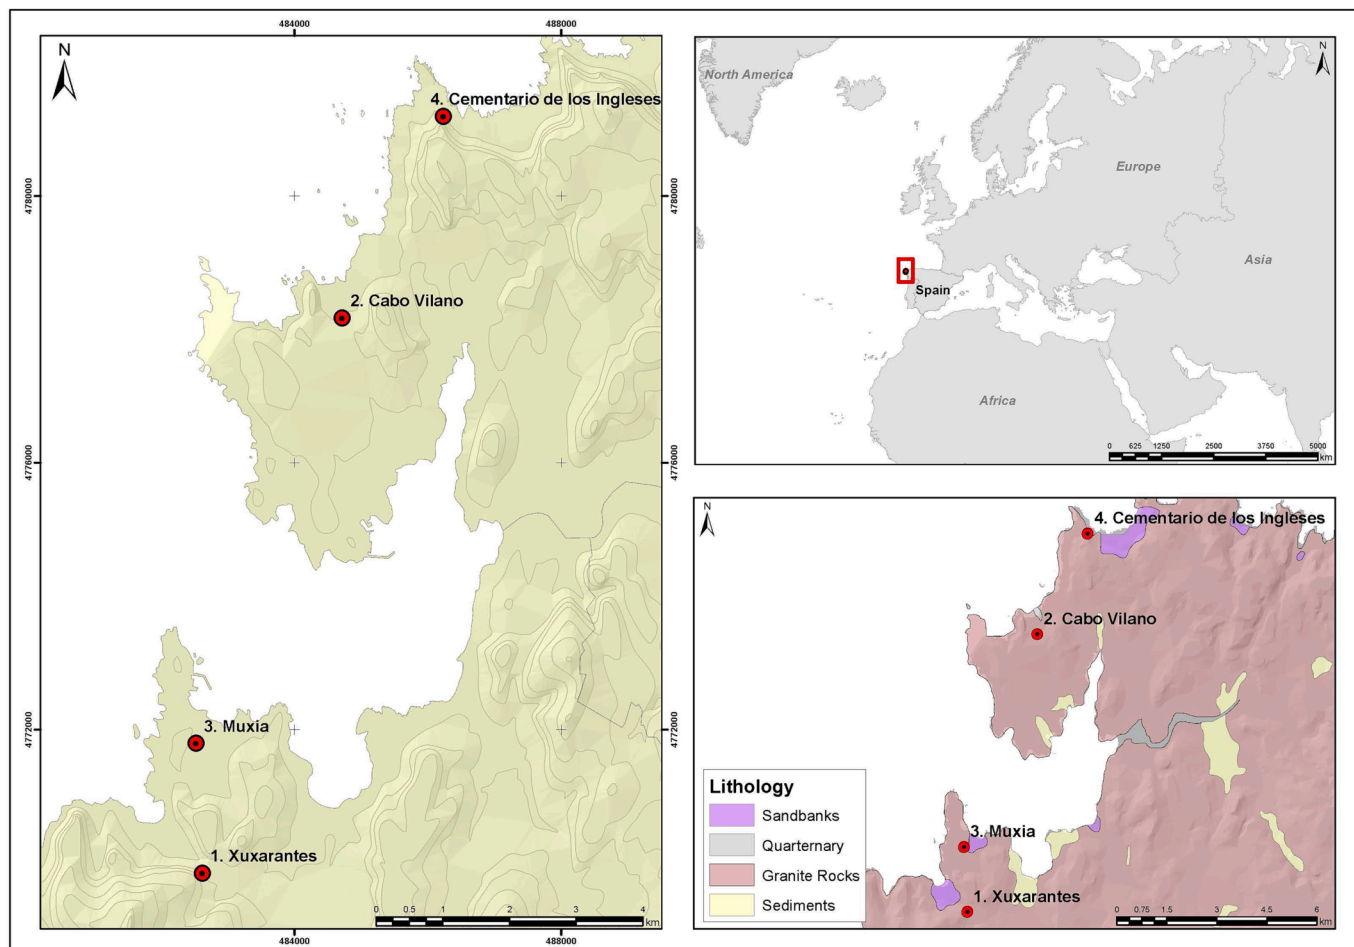 484000
488000
N
4. Cementario de los Ingleses
4780000
4780000
2. Cabo Vilano
4776000
4776000
3. Muxia
4772000
4772000
1. Xuxarantes
0 0.5 1 2 3 4
km
484000
488000
N
North America
Europe
Asia
Spain
Africa
0 625 1250 2500 3750 5000
km
N
4. Cementario de los Ingleses
2. Cabo Vilano
3. Muxia
1. Xuxarantes
Lithology
Sandbanks
Quarternary
Granite Rocks
Sediments
0 0.75 1.5 3 4.5 6
km